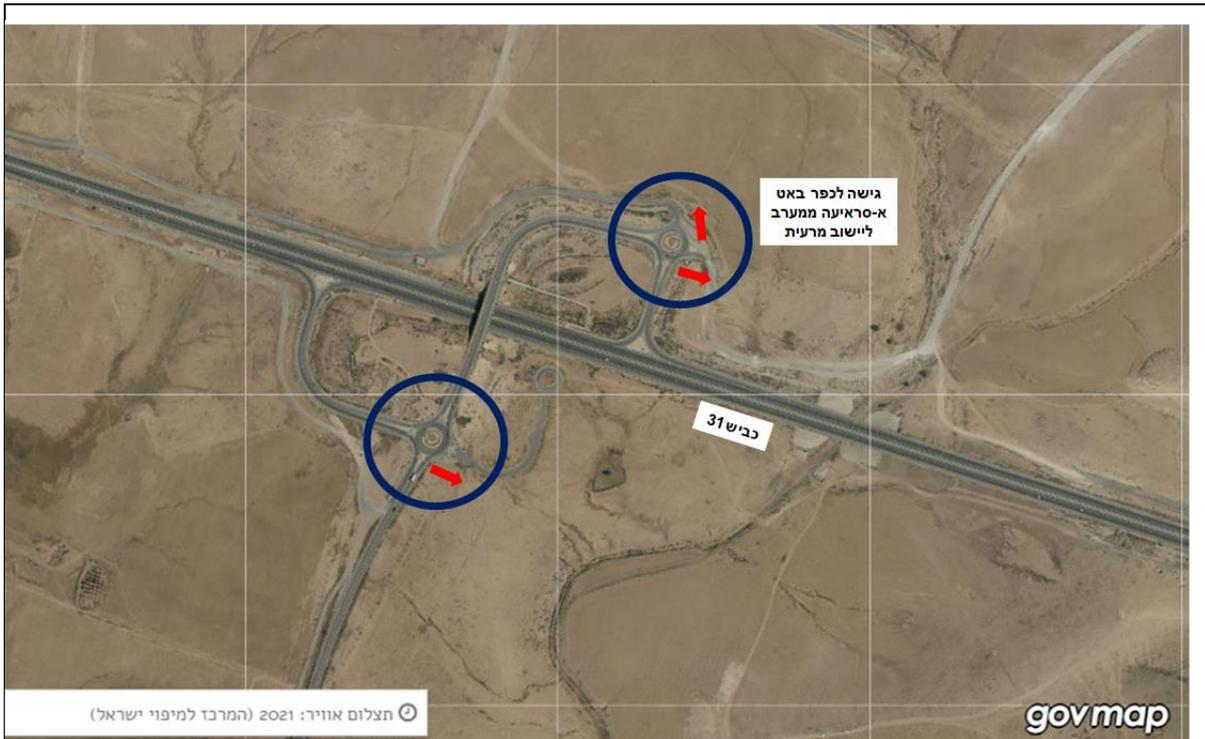 גישה לכפר באט
א-סראיעה ממערב
ליישוב מרעית
כביש 31
תצלום אוויר: 2021 (המרכז למיפוי ישראל)
govmap